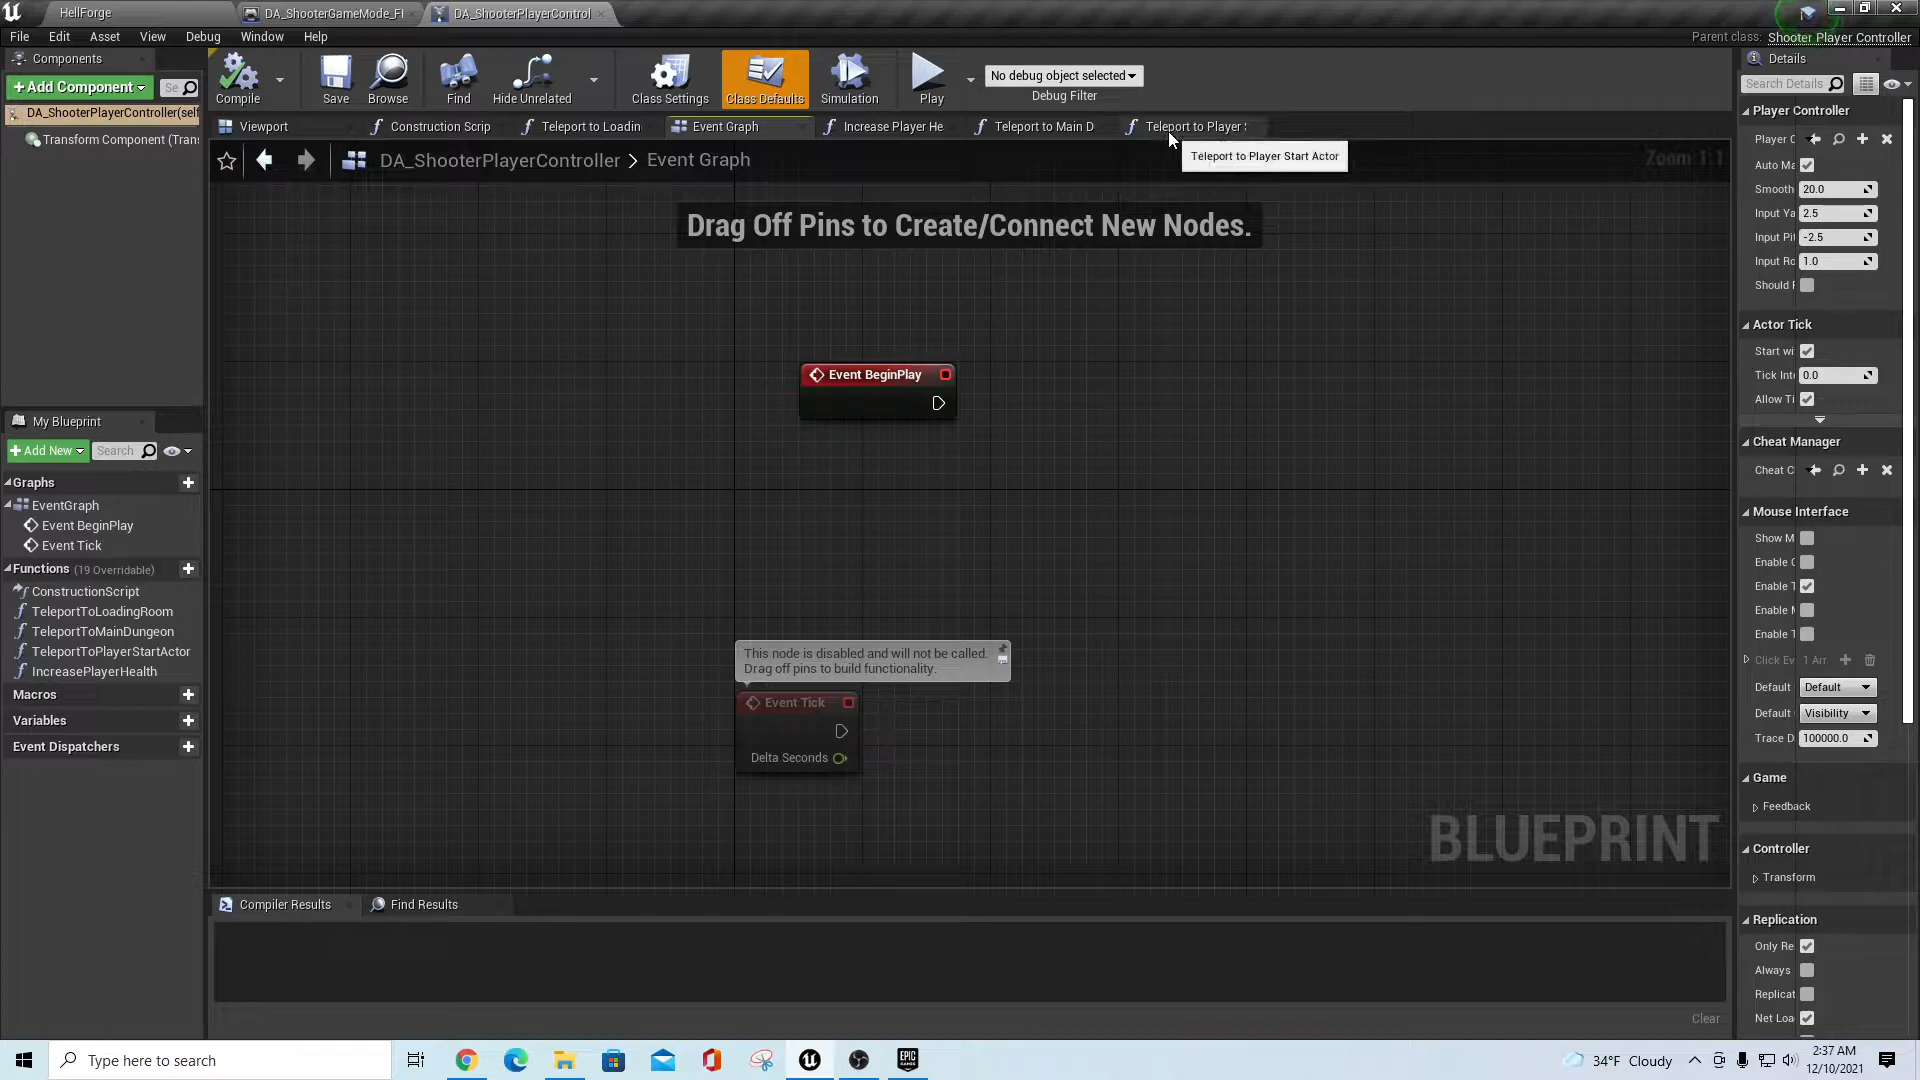 HellForge
DA_ShooterGameMode_Fl
DA_ShooterPlayerControl
File Edit Asset View Debug Window Help
Parent class: Shooter Player Controller
Components
+ Add Component
Se
DA_ShooterPlayerController(self
Transform Component (Trans
Compile
Save
Browse
Find
Hide Unrelated
Class Settings
Class Defaults
Simulation
Play
No debug object selected
Debug Filter
Viewport
Construction Scrip
Teleport to Loadin
Event Graph
Increase Player He
Teleport to Main D
Teleport to Player S
Teleport to Player Start Actor
DA_ShooterPlayerController > Event Graph
Zoom 1:1
Drag Off Pins to Create/Connect New Nodes.
Event BeginPlay
This node is disabled and will not be called.
Drag off pins to build functionality.
Event Tick
Delta Seconds
BLUEPRINT
My Blueprint
+ Add New
Search
Graphs
EventGraph
Event BeginPlay
Event Tick
Functions (19 Overridable)
ConstructionScript
TeleportToLoadingRoom
TeleportToMainDungeon
TeleportToPlayerStartActor
IncreasePlayerHealth
Macros
Variables
Event Dispatchers
Compiler Results
Find Results
Clear
Details
Search Details
Player Controller
Player C
Auto Ma
Smooth 20.0
Input Ya 2.5
Input Pit -2.5
Input Ro 1.0
Should F
Actor Tick
Start wi
Tick Inte 0.0
Allow Ti
Cheat Manager
Cheat C
Mouse Interface
Show M
Enable C
Enable T
Enable M
Enable T
Click Eve 1 Arr
Default Default
Default Visibility
Trace D 100000.0
Game
Feedback
Controller
Transform
Replication
Only Re
Always
Replicat
Net Loa
Type here to search
EPIC
GAMES
34°F Cloudy
2:37 AM
12/10/2021